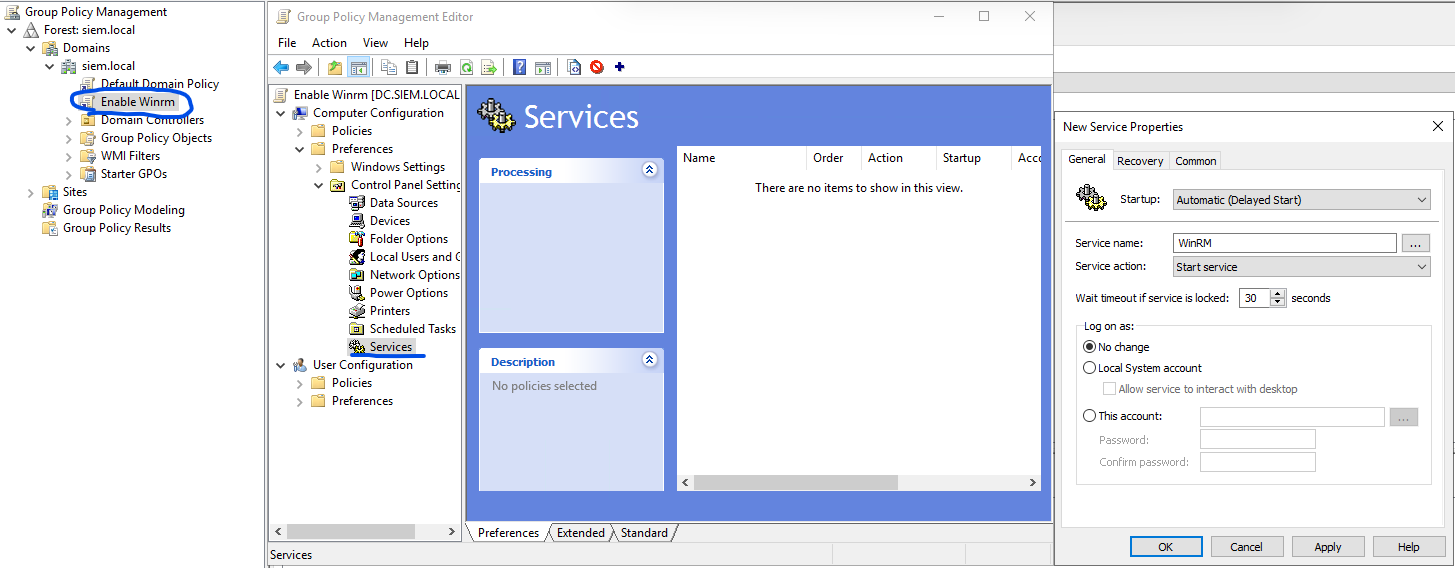 Group Policy Management
Forest: siem.local
Domains
siem.local
Default Domain Policy
Enable Winrm
Domain Controllers
Group Policy Objects
WMI Filters
Starter GPOs
Sites
Group Policy Modeling
Group Policy Results
Group Policy Management Editor
File Action View Help
Enable Winrm [DC.SIEM.LOCAL
Computer Configuration
Policies
Preferences
Windows Settings
Control Panel Setting
Data Sources
Devices
Folder Options
Local Users and G
Network Options
Power Options
Printers
Scheduled Tasks
Services
User Configuration
Policies
Preferences
Services
Processing
Description
No policies selected
Name Order Action Startup Acco
There are no items to show in this view.
Preferences Extended Standard
Services
New Service Properties
General Recovery Common
Startup: Automatic (Delayed Start)
Service name: WinRM ...
Service action: Start service
Wait timeout if service is locked: 30 seconds
Log on as:
No change
Local System account
Allow service to interact with desktop
This account: ...
Password:
Confirm password:
OK Cancel Apply Help